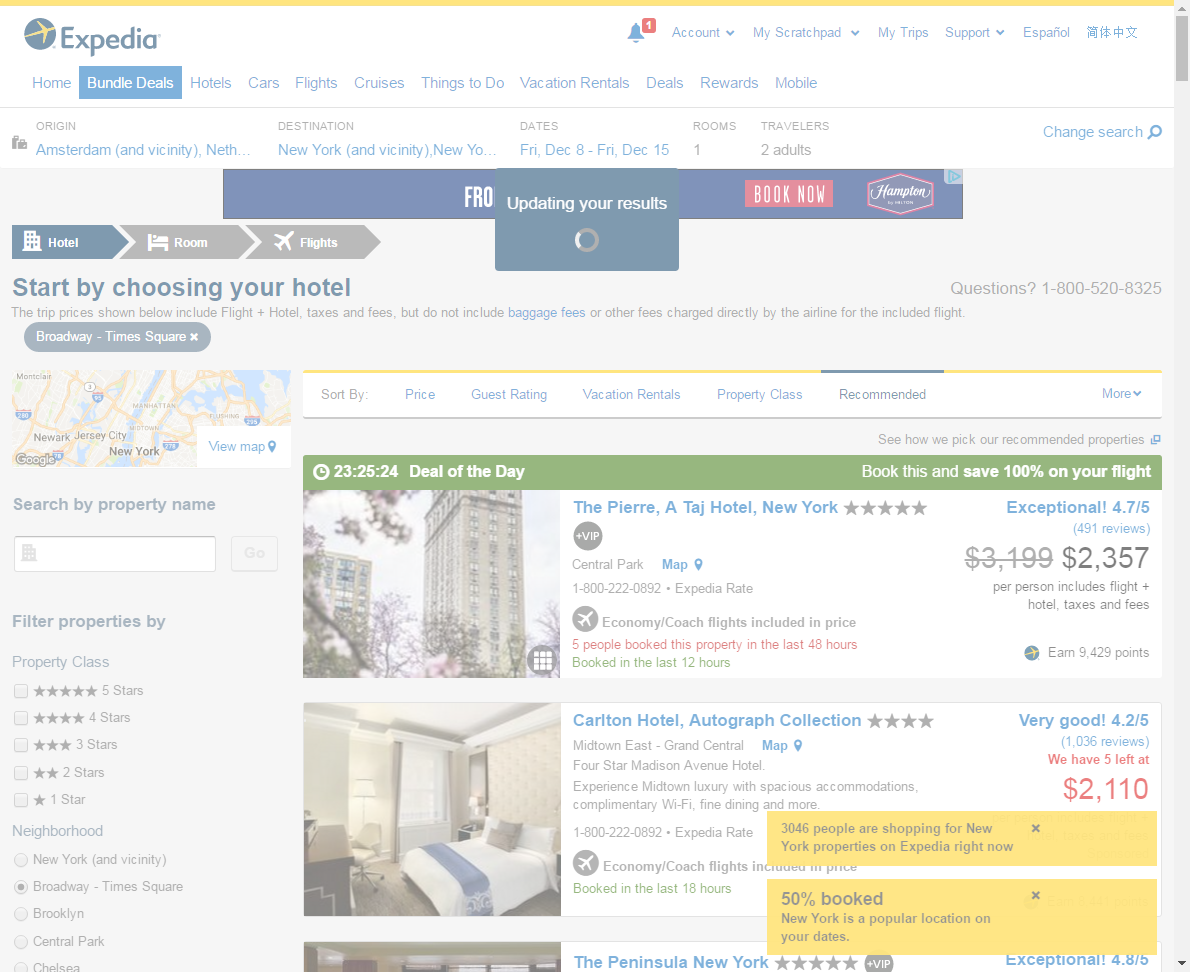 Expedia
1
Account
My Scratchpad
My Trips
Support
Español
简体中文
Home
Bundle Deals
Hotels
Cars
Flights
Cruises
Things to Do
Vacation Rentals
Deals
Rewards
Mobile
ORIGIN
Amsterdam (and vicinity), Neth...
DESTINATION
New York (and vicinity),New Yo...
DATES
Fri, Dec 8 - Fri, Dec 15
ROOMS
1
TRAVELERS
2 adults
Change search
FRO
Updating your results
BOOK NOW
Hampton
by HILTON
Hotel
Room
Flights
Start by choosing your hotel
Questions? 1-800-520-8325
The trip prices shown below include Flight + Hotel, taxes and fees, but do not include baggage fees or other fees charged directly by the airline for the included flight.
Broadway - Times Square ×
Montclair
3
95
MANHATTAN
280
FLUSHING
295
Newark
Jersey City
MIDTOWN
New York
278
78
Google
View map
Sort By:
Price
Guest Rating
Vacation Rentals
Property Class
Recommended
More
See how we pick our recommended properties
23:25:24 Deal of the Day
Book this and save 100% on your flight
The Pierre, A Taj Hotel, New York
+VIP
Central Park
Map
1-800-222-0892 • Expedia Rate
Economy/Coach flights included in price
5 people booked this property in the last 48 hours
Booked in the last 12 hours
Exceptional! 4.7/5
(491 reviews)
$3,199 $2,357
per person includes flight +
hotel, taxes and fees
Earn 9,429 points
Search by property name
Go
Filter properties by
Property Class
★★★★★ 5 Stars
★★★★ 4 Stars
★★★ 3 Stars
★★ 2 Stars
★ 1 Star
Neighborhood
New York (and vicinity)
Broadway - Times Square
Brooklyn
Central Park
Chelsea
Carlton Hotel, Autograph Collection
Midtown East - Grand Central
Map
Four Star Madison Avenue Hotel.
Experience Midtown luxury with spacious accommodations,
complimentary Wi-Fi, fine dining and more.
1-800-222-0892 • Expedia Rate
Economy/Coach flights included in price
Booked in the last 18 hours
Very good! 4.2/5
(1,036 reviews)
We have 5 left at
$2,110
3046 people are shopping for New
York properties on Expedia right now
×
50% booked
New York is a popular location on
your dates.
×
The Peninsula New York
+VIP
Exceptional! 4.8/5